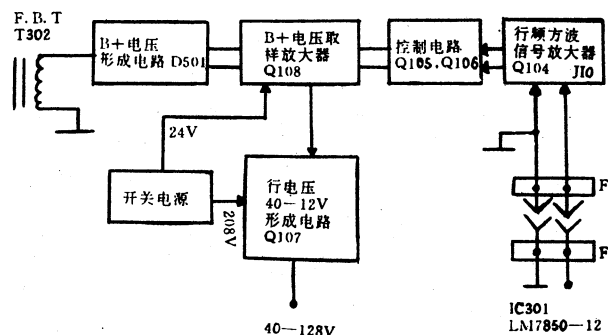 F. B. T
T302
B+电压
形成电路 D501
B+电压取
样放大器
Q108
控制电路
Q105、Q106
行频方波
信号放大器
Q104
JI0
24V
开关电源
208V
行电压
40—12V
形成电路
Q107
F
F
40—128V
IC301
LM7850—12